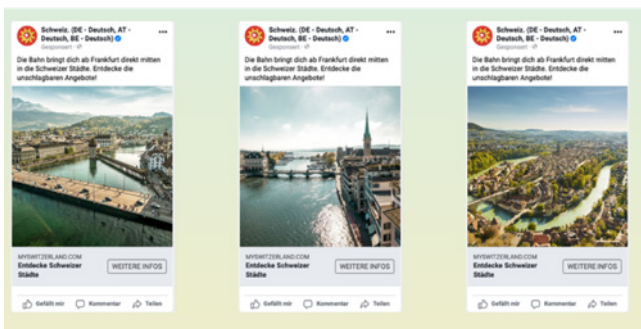 Schweiz. (DE - Deutsch, AT -
Deutsch, BE - Deutsch)
Gesponsert
Die Bahn bringt dich ab Frankfurt direkt mitten
in die Schweizer Städte. Entdecke die
unschlagbaren Angebote!
MYSWITZERLAND.COM
Entdecke Schweizer
Städte
WEITERE INFOS
Gefällt mir Kommentar Teilen
Schweiz. (DE - Deutsch, AT -
Deutsch, BE - Deutsch)
Gesponsert
Die Bahn bringt dich ab Frankfurt direkt mitten
in die Schweizer Städte. Entdecke die
unschlagbaren Angebote!
MYSWITZERLAND.COM
Entdecke Schweizer
Städte
WEITERE INFOS
Gefällt mir Kommentar Teilen
Schweiz. (DE - Deutsch, AT -
Deutsch, BE - Deutsch)
Gesponsert
Die Bahn bringt dich ab Frankfurt direkt mitten
in die Schweizer Städte. Entdecke die
unschlagbaren Angebote!
MYSWITZERLAND.COM
Entdecke Schweizer
Städte
WEITERE INFOS
Gefällt mir Kommentar Teilen